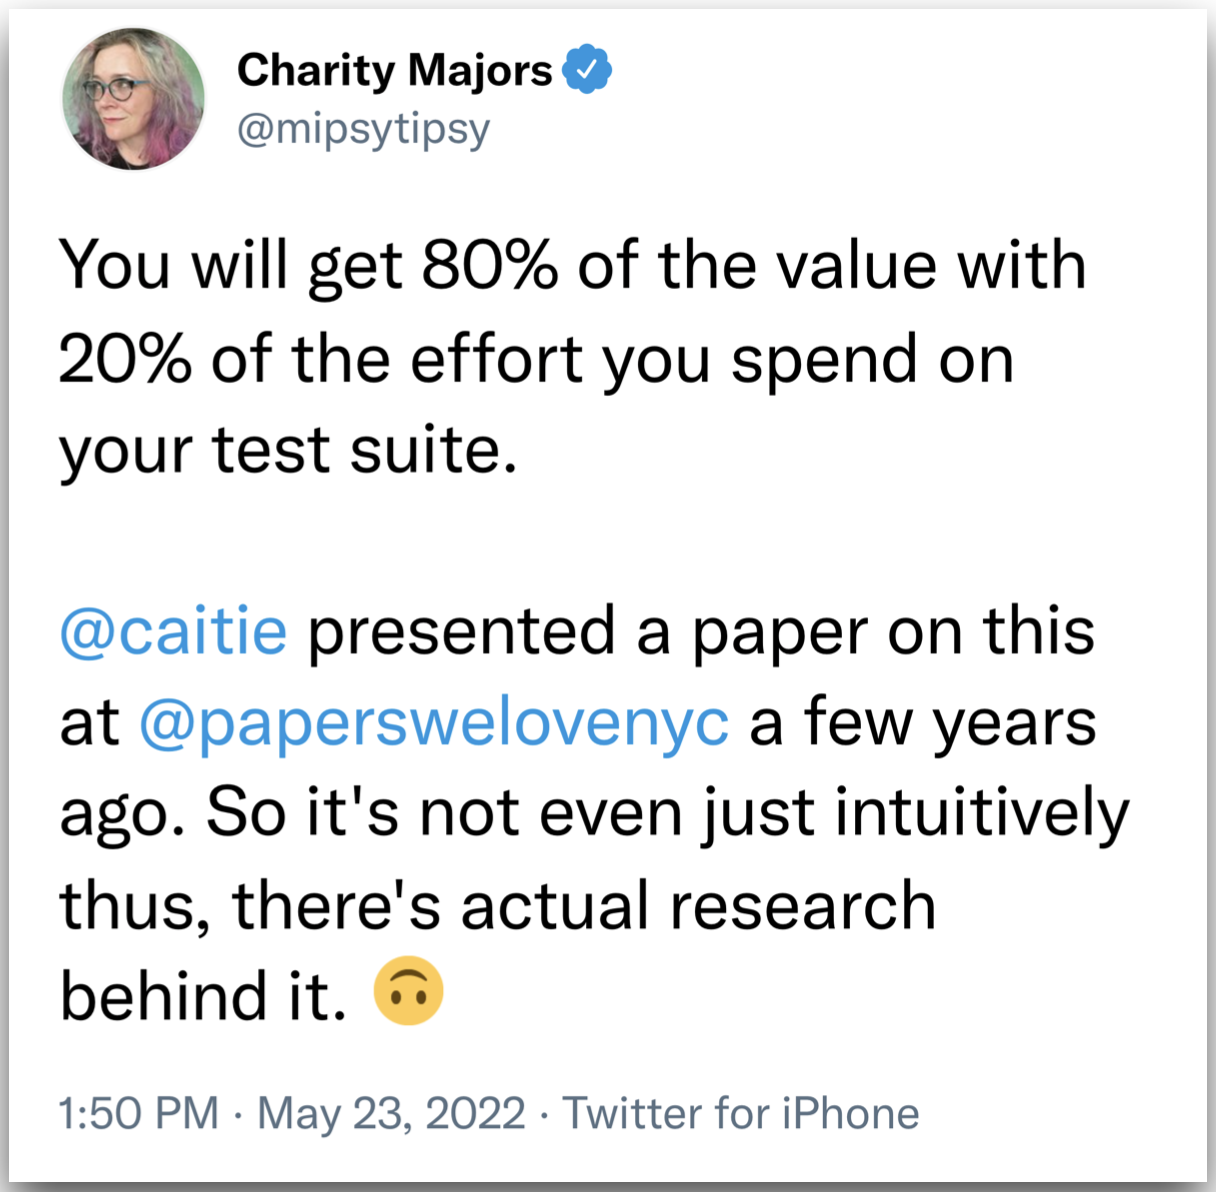 Charity Majors
@mipsytipsy
You will get 80% of the value with
20% of the effort you spend on
your test suite.
@caitie presented a paper on this
at @paperswelovenyc a few years
ago. So it's not even just intuitively
thus, there's actual research
behind it. 🙃
1:50 PM · May 23, 2022 · Twitter for iPhone